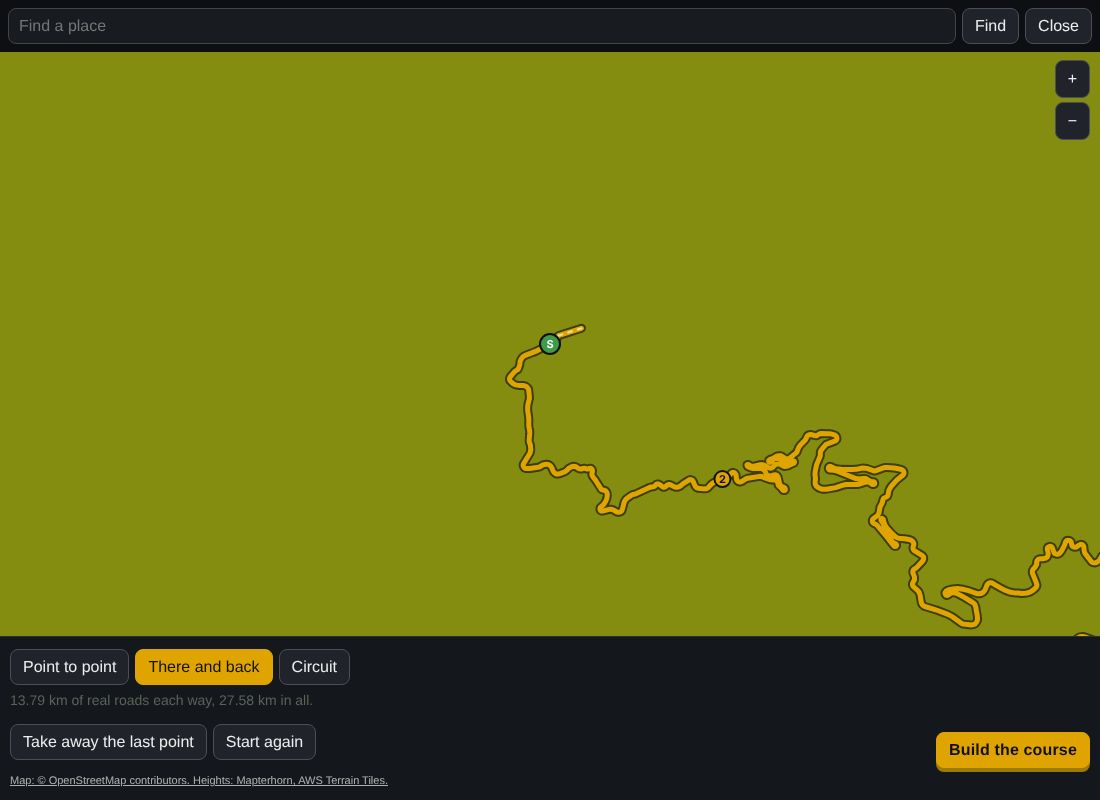 Find a place
Find
Close
+
−
S
2
Point to point
There and back
Circuit
13.79 km of real roads each way, 27.58 km in all.
Take away the last point
Start again
Build the course
Map: © OpenStreetMap contributors. Heights: Mapterhorn, AWS Terrain Tiles.